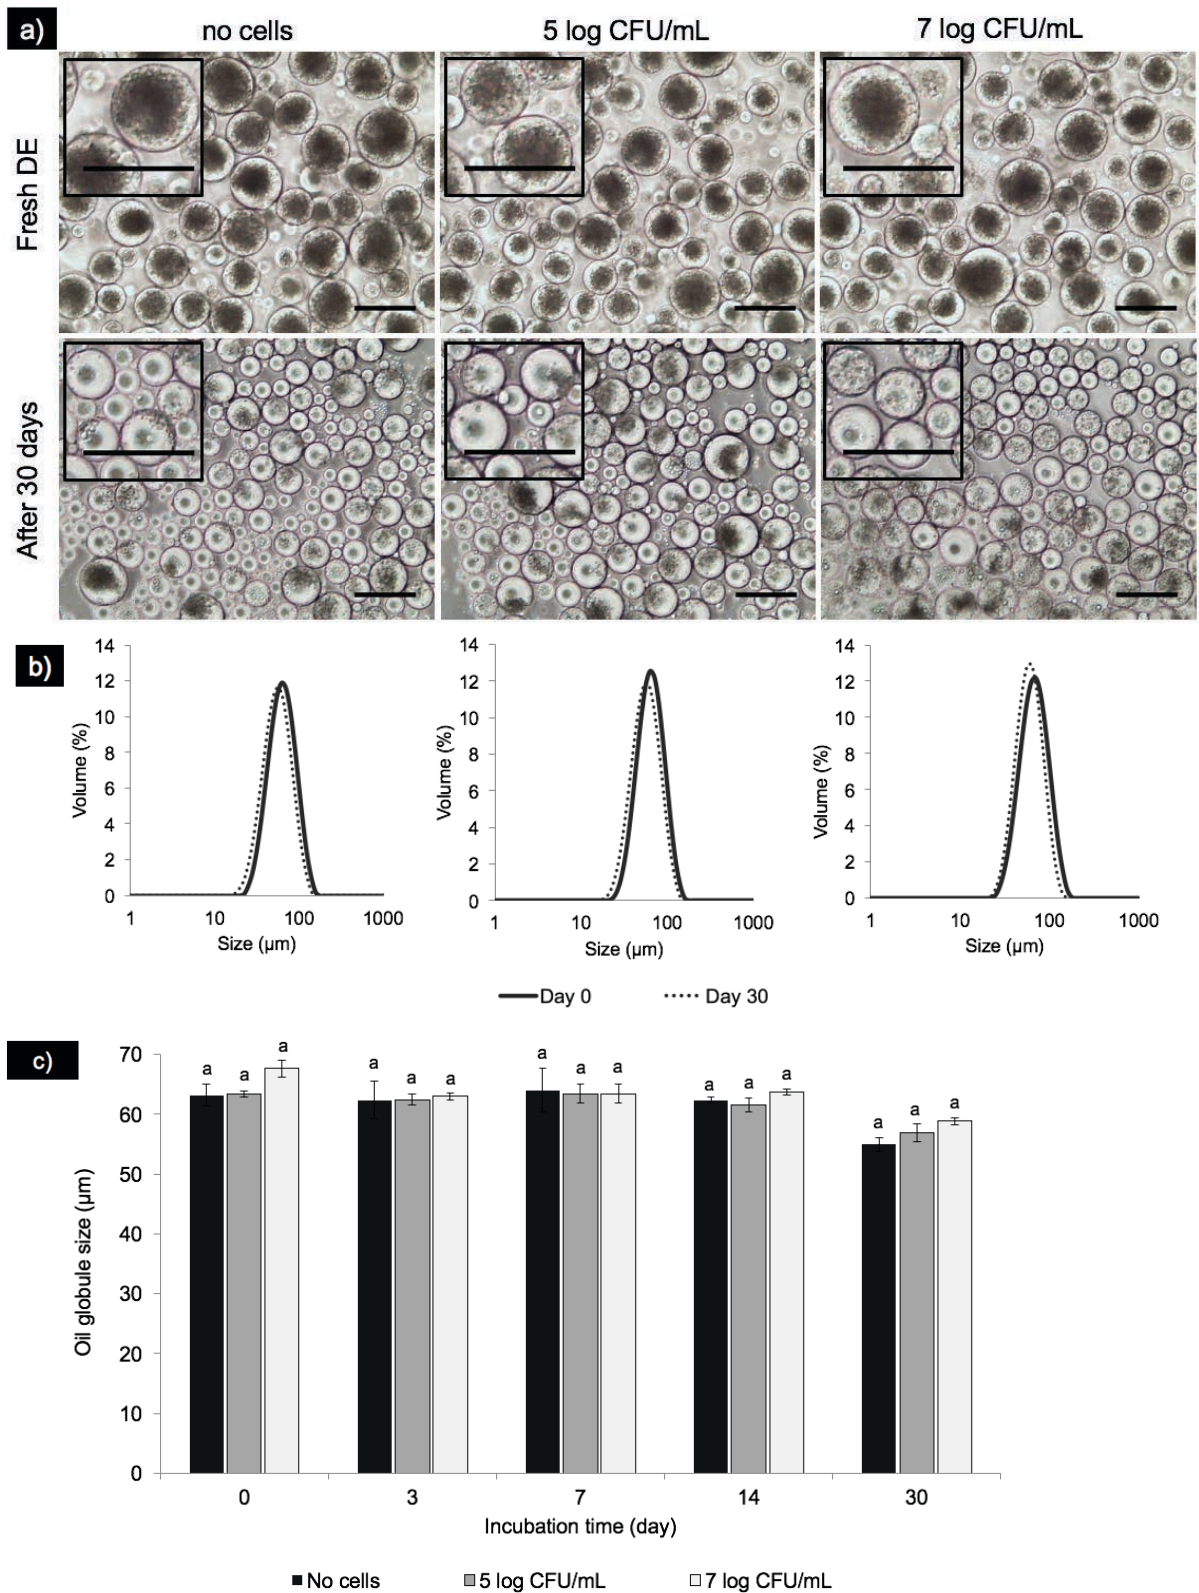 a)
no cells 5 log CFU/mL 7 log CFU/mL
Fresh DE
After 30 days
b)
14
12
10
8
6
4
2
0
Volume (%)
1 10 100 1000
Size (µm)
14
12
10
8
6
4
2
0
Volume (%)
1 10 100 1000
Size (µm)
14
12
10
8
6
4
2
0
Volume (%)
1 10 100 1000
Size (µm)
Day 0 Day 30
c)
70
60
50
40
30
20
10
0
Oil globule size (µm)
a a a a a a a a a a a a a a a
0 3 7 14 30
Incubation time (day)
No cells 5 log CFU/mL 7 log CFU/mL